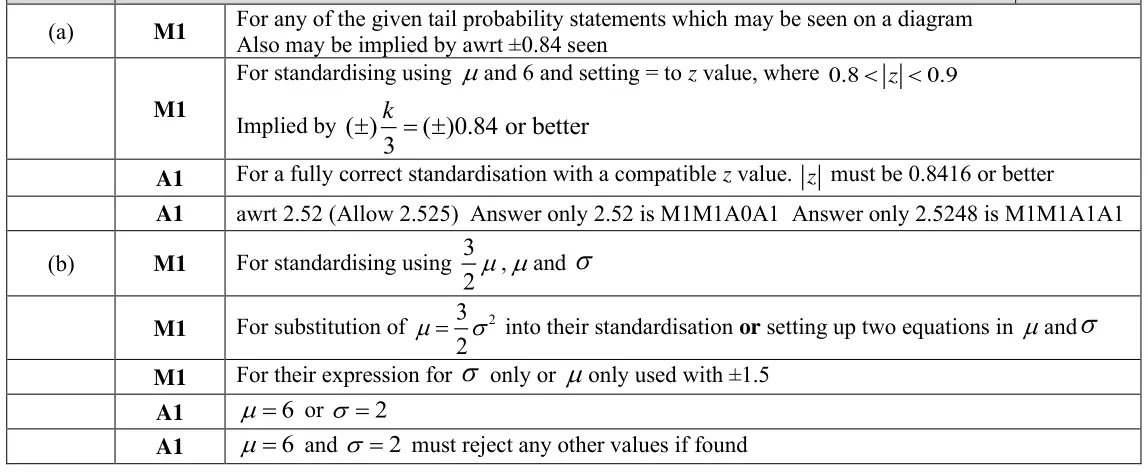 (a) M1 For any of the given tail probability statements which may be seen on a diagram
Also may be implied by awrt ±0.84 seen
M1 For standardising using μ and 6 and setting = to z value, where 0.8 < |z| < 0.9
Implied by (±) k/3 = (±)0.84 or better
A1 For a fully correct standardisation with a compatible z value. |z| must be 0.8416 or better
A1 awrt 2.52 (Allow 2.525) Answer only 2.52 is M1M1A0A1 Answer only 2.5248 is M1M1A1A1
(b) M1 For standardising using 3/2 μ , μ and σ
M1 For substitution of μ = 3/2 σ² into their standardisation or setting up two equations in μ and σ
M1 For their expression for σ only or μ only used with ±1.5
A1 μ = 6 or σ = 2
A1 μ = 6 and σ = 2 must reject any other values if found